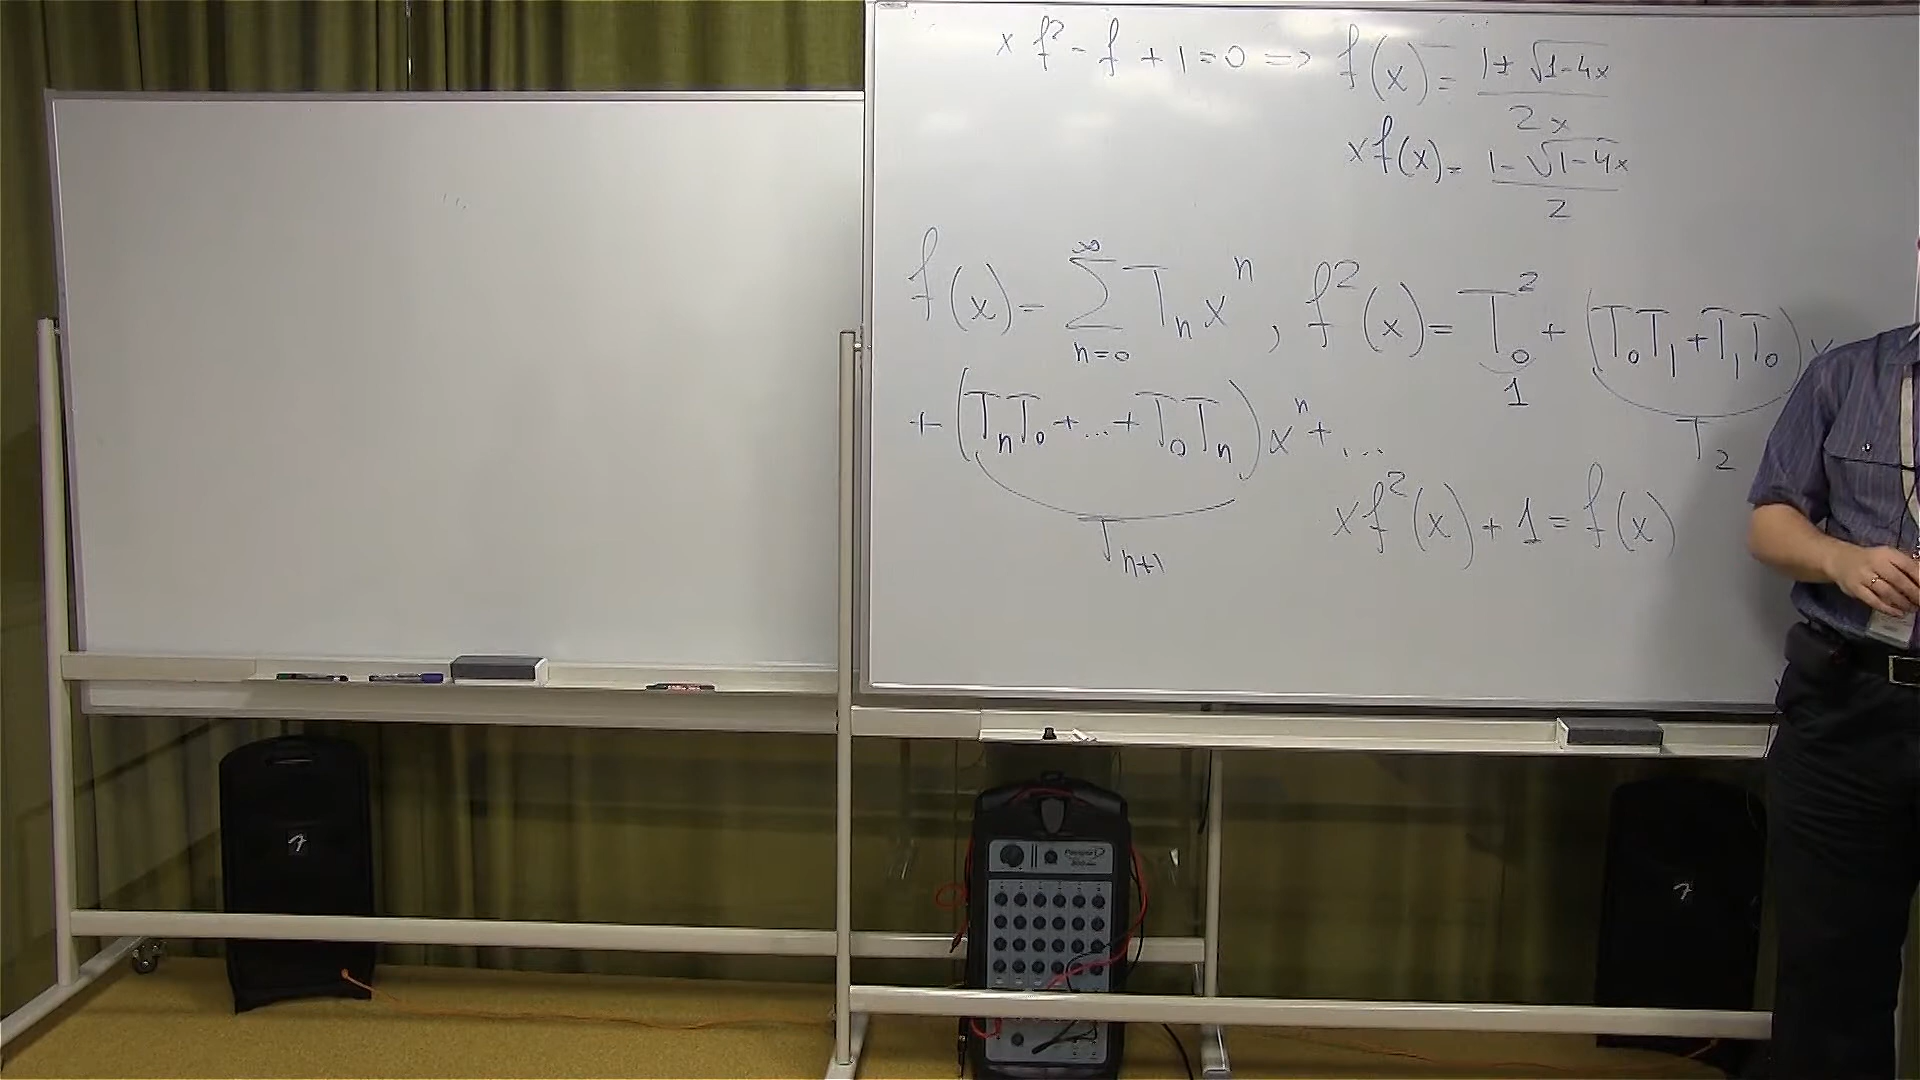 x f² - f + 1 = 0 => f(x) = (1 ± √(1-4x)) / 2x
x f(x) = (1 - √(1-4x)) / 2
f(x) = ∑_{n=0}^{∞} T_n x^n , f²(x) = T_0² + (T_0T_1 + T_1T_0)
1
T_2
+ (T_nT_0 + ... + T_0T_n) x^n + ...
T_{n+1}
x f²(x) + 1 = f(x)